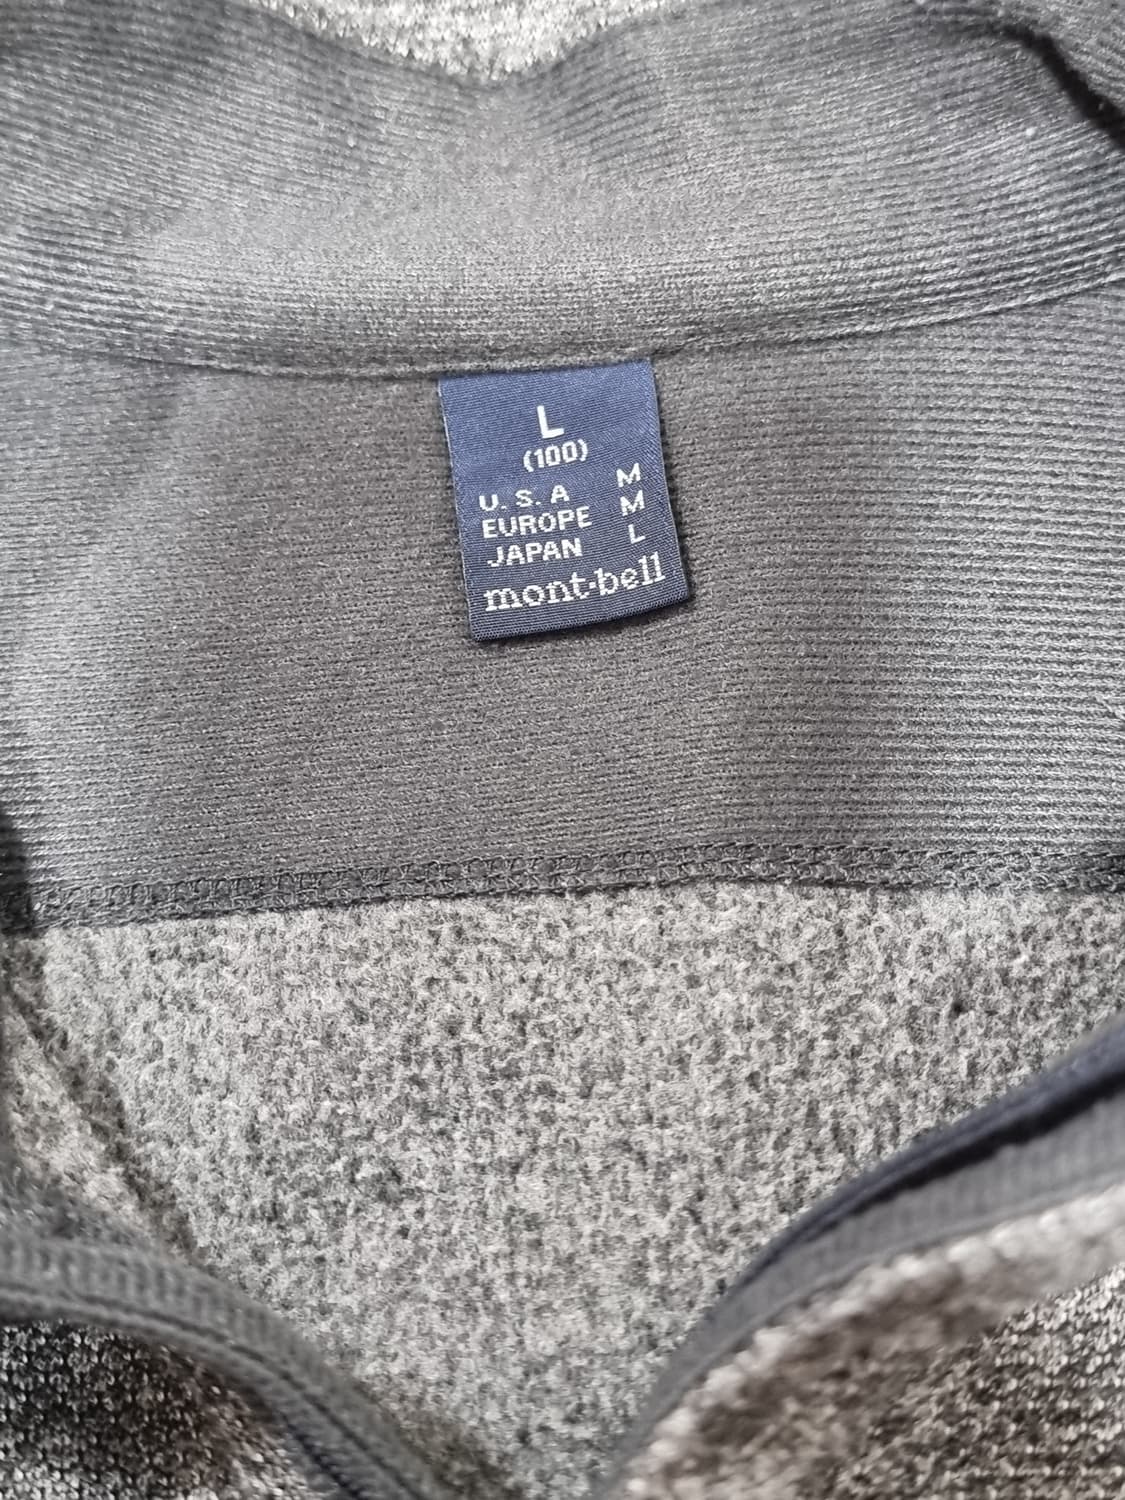 L
(100)
U. S. A M
EUROPE M
JAPAN L
mont·bell